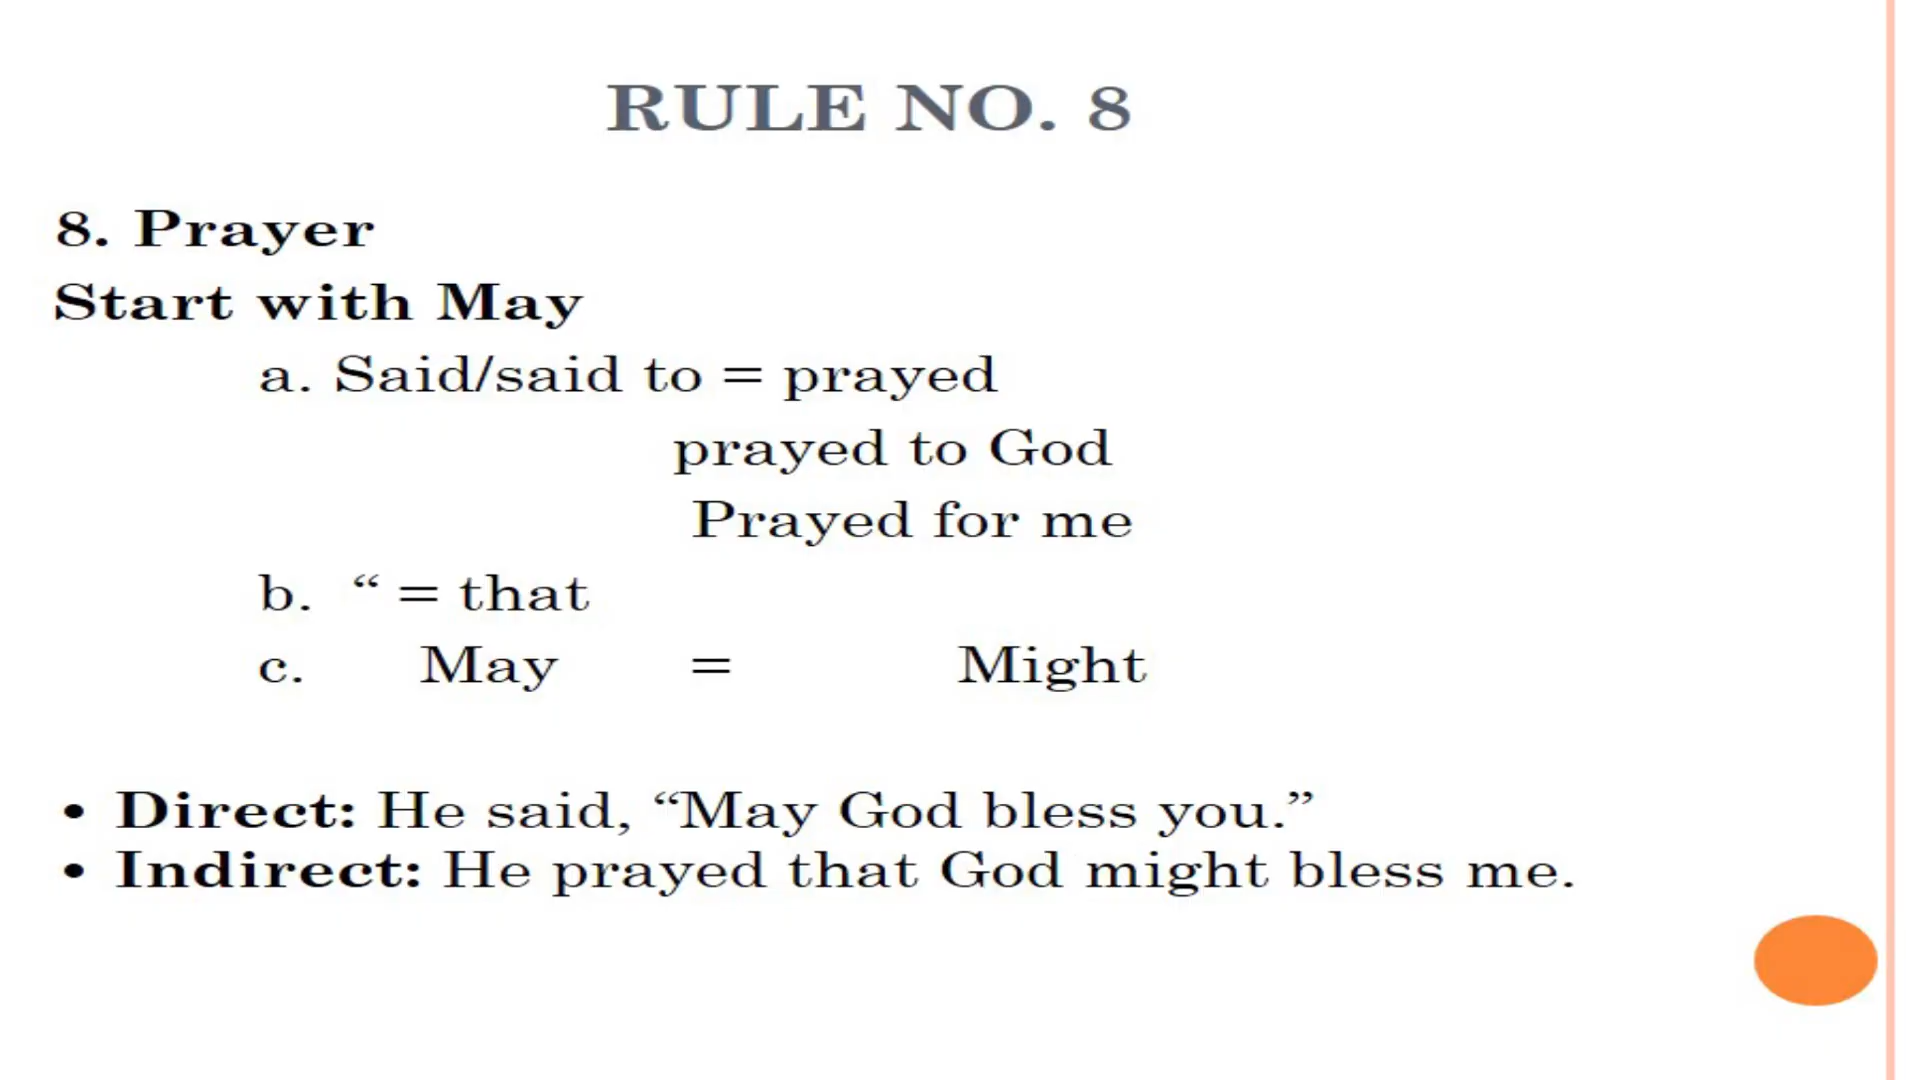 RULE NO. 8
8. Prayer
Start with May
a. Said/said to = prayed
prayed to God
Prayed for me
b. “ = that
c. May = Might
• Direct: He said, “May God bless you.”
• Indirect: He prayed that God might bless me.